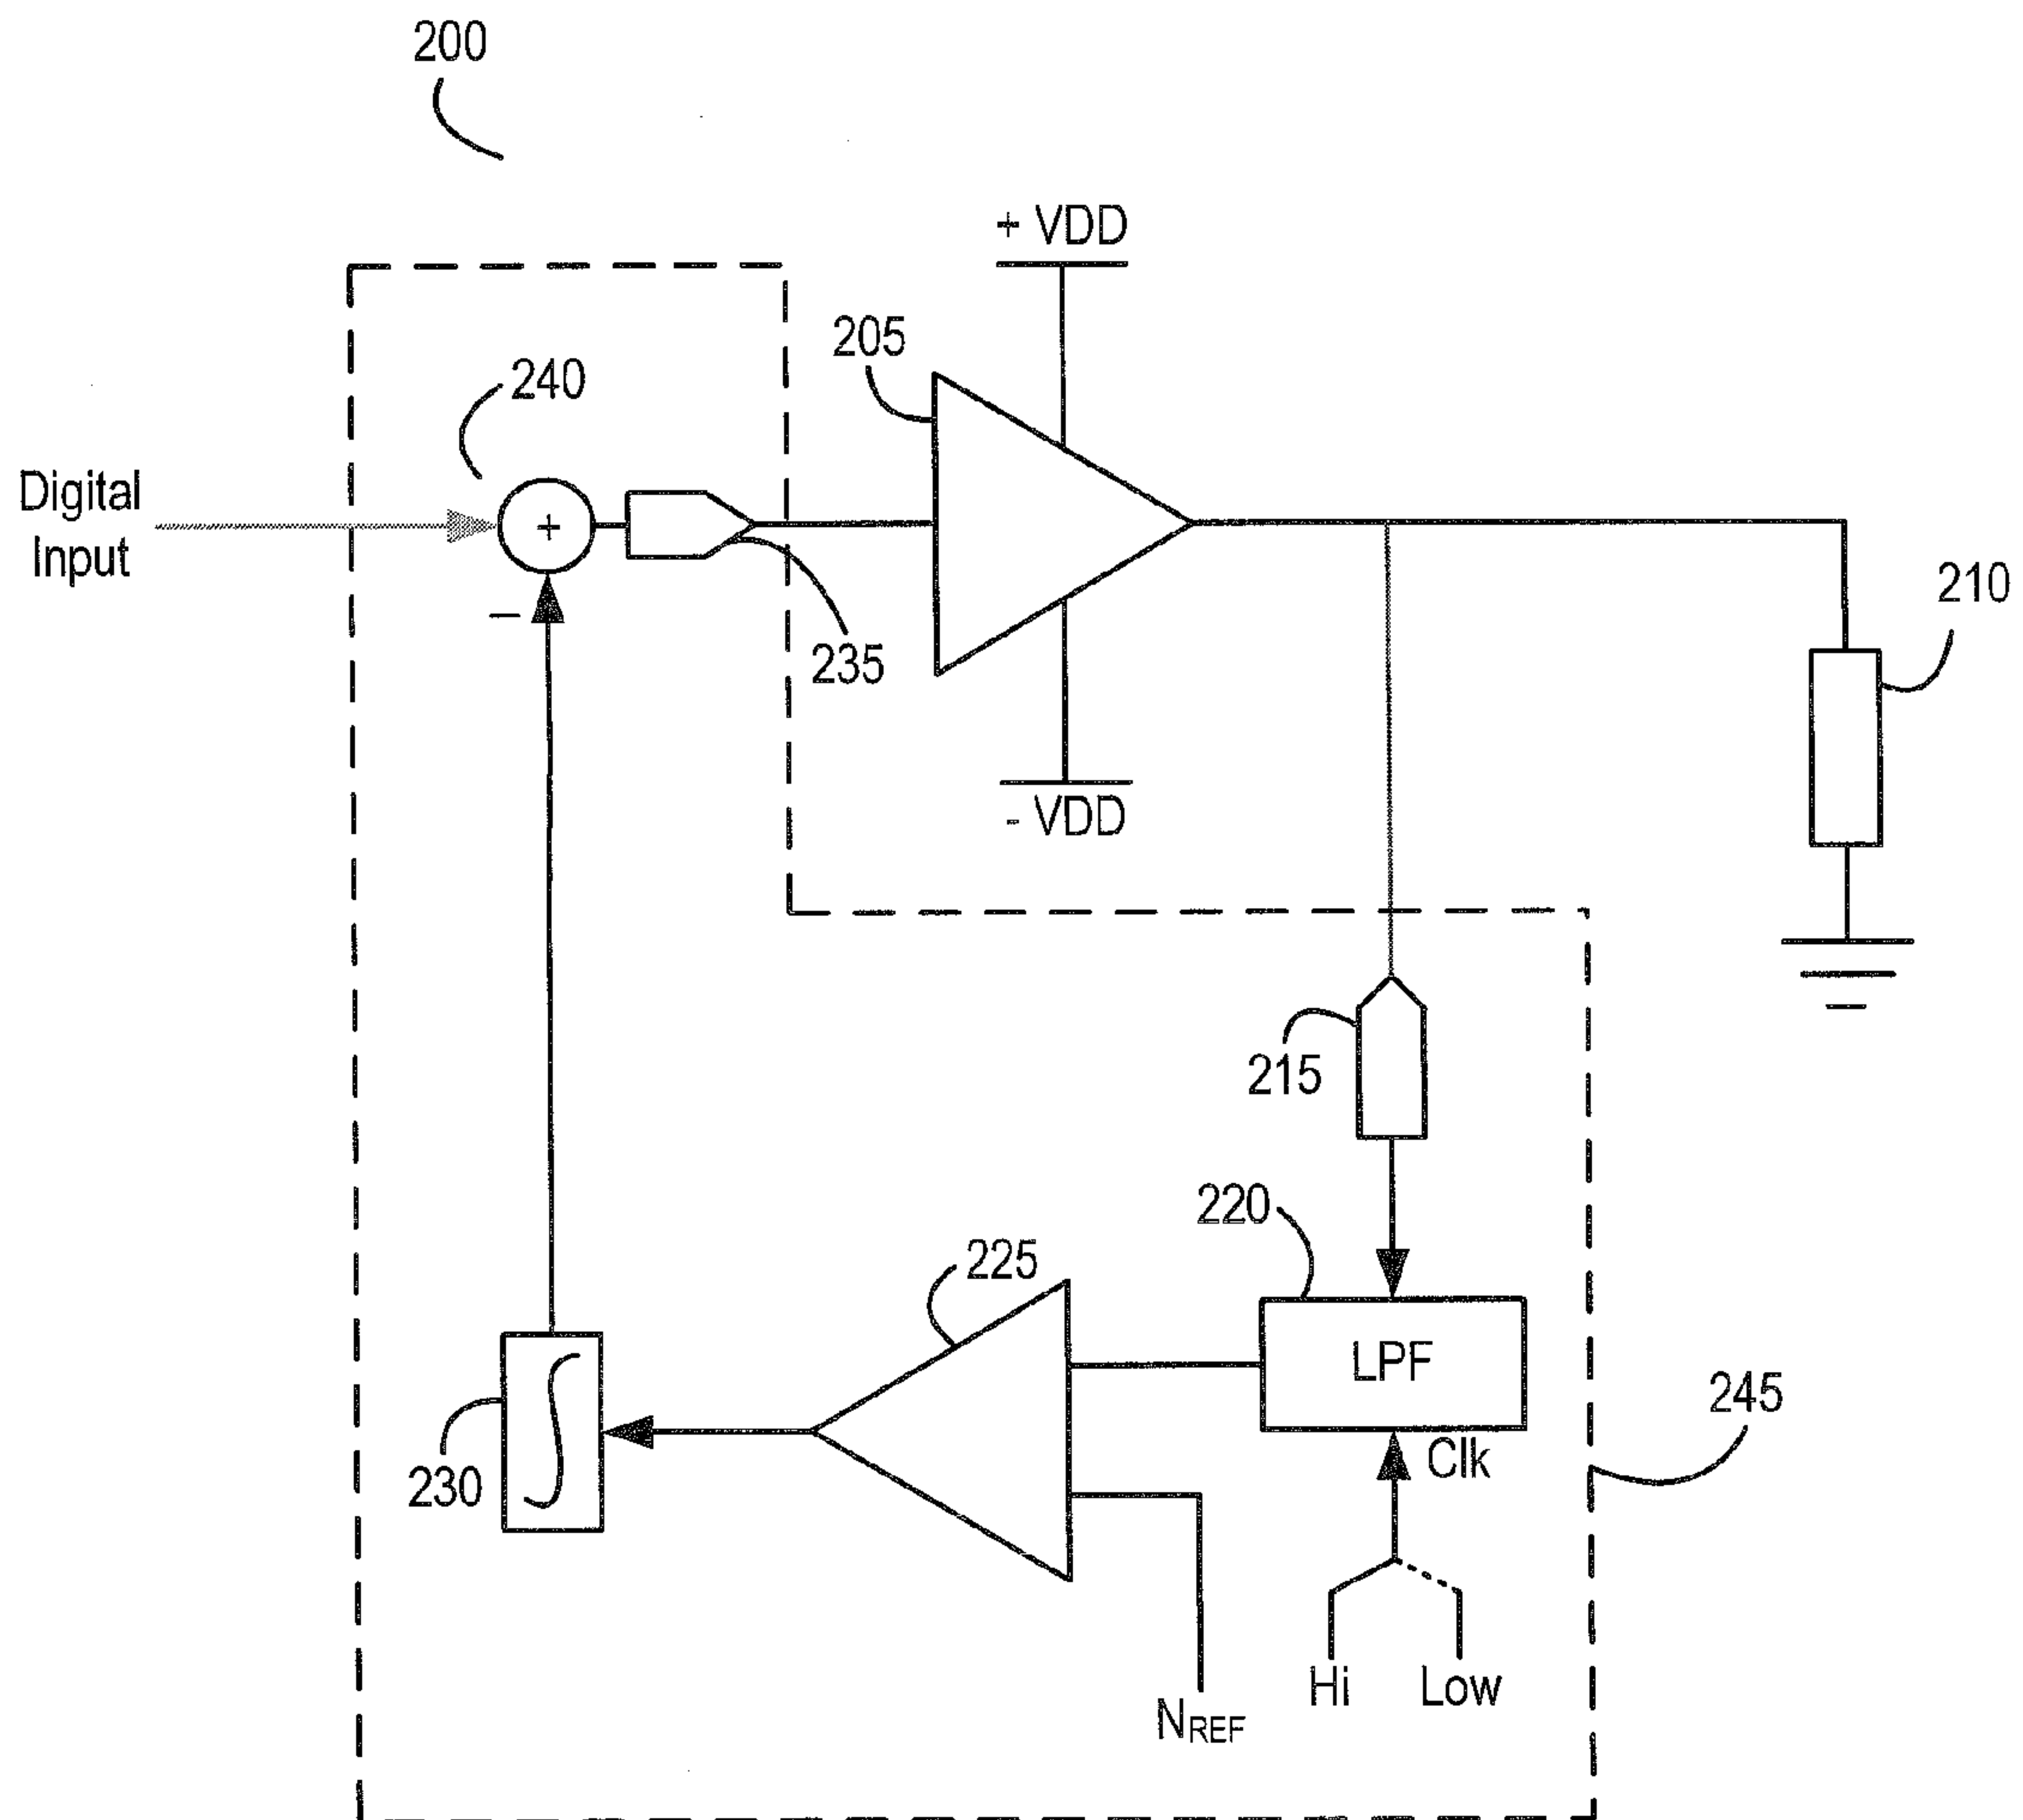 200
+ VDD
205
240
Digital
Input
+
210
–
235
- VDD
215
220
225
LPF
245
Clk
230
Hi
Low
NREF